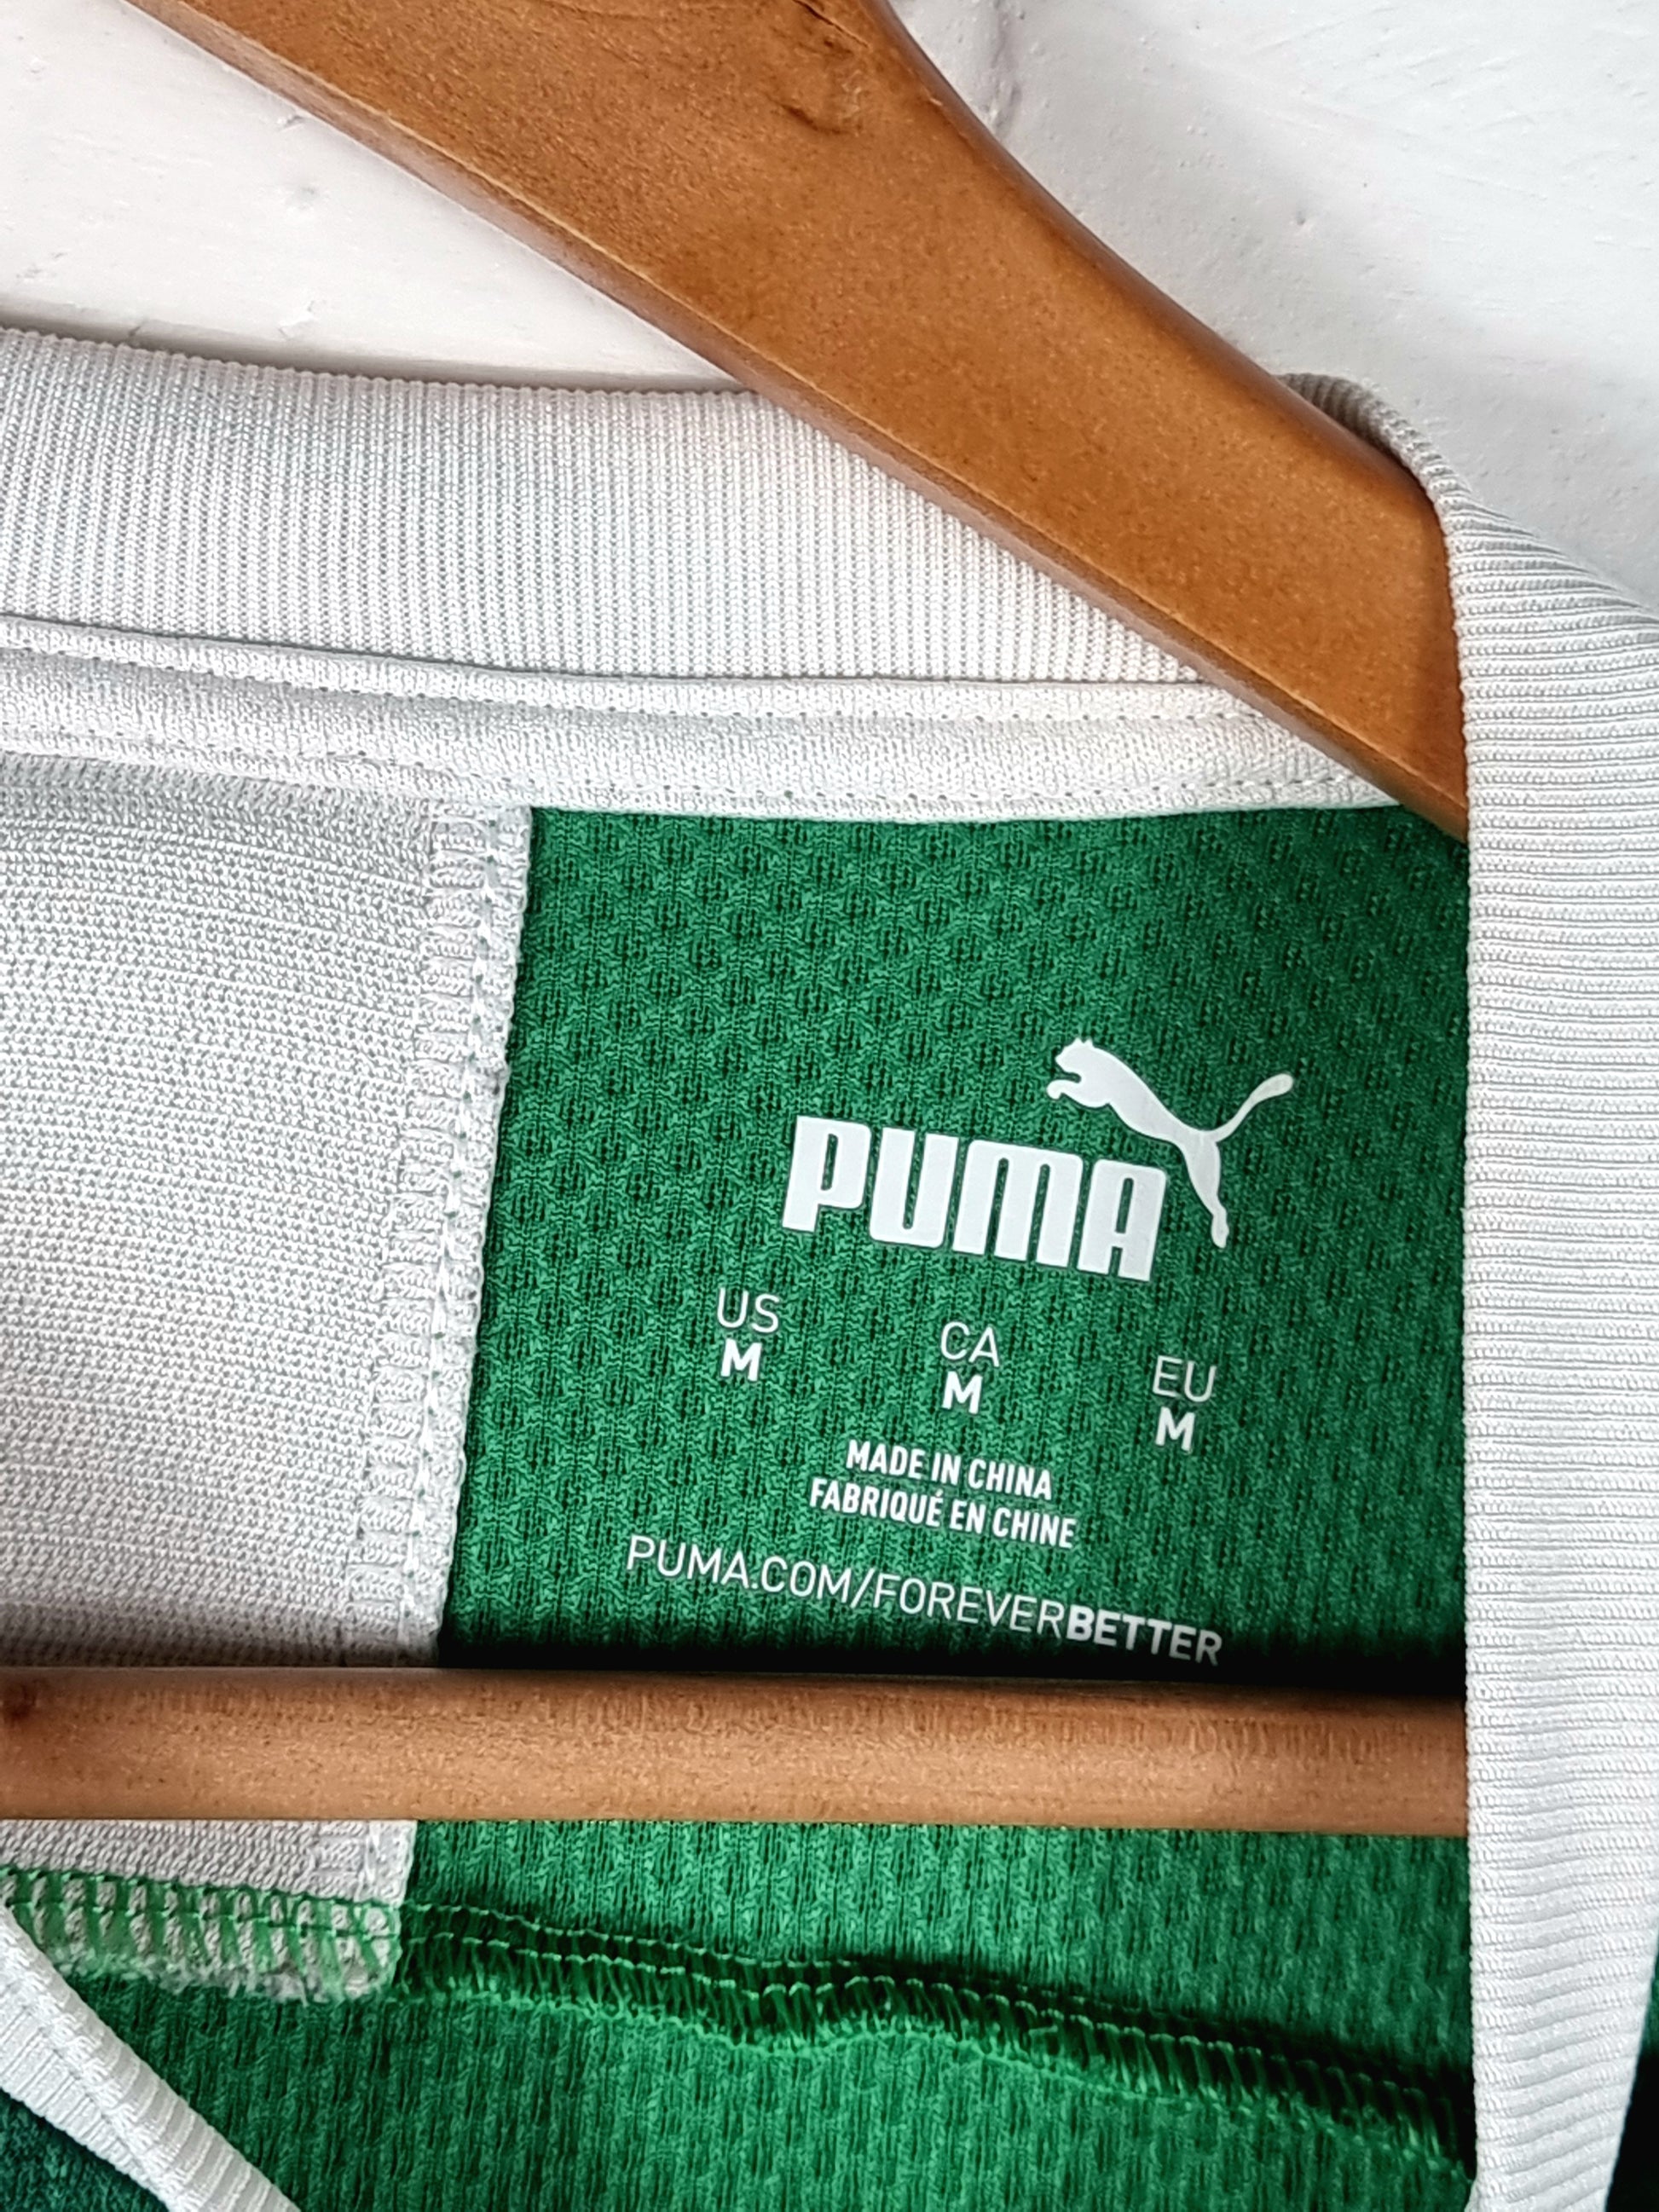 PUMA
US CA EU
M M M
MADE IN CHINA
FABRIQUÉ EN CHINE
PUMA.COM/FOREVERBETTER